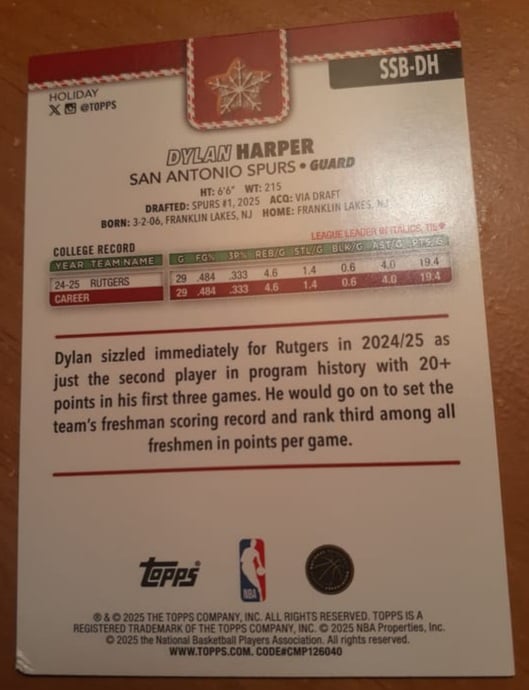 HOLIDAY
@TOPPS
SSB-DH
DYLAN HARPER
SAN ANTONIO SPURS • GUARD
HT: 6'6" WT: 215
DRAFTED: SPURS #1, 2025 ACQ: VIA DRAFT
BORN: 3-2-06, FRANKLIN LAKES, NJ HOME: FRANKLIN LAKES, NJ
LEAGUE LEADER IN ITALICS, TIE♦
COLLEGE RECORD
YEAR TEAM NAME G FG% 3P% REB/G STL/G BLK/G AST/G PTS/G
24-25 RUTGERS 29 .484 .333 4.6 1.4 0.6 4.0 19.4
CAREER 29 .484 .333 4.6 1.4 0.6 4.0 19.4
Dylan sizzled immediately for Rutgers in 2024/25 as
just the second player in program history with 20+
points in his first three games. He would go on to set the
team's freshman scoring record and rank third among all
freshmen in points per game.
Topps
NBA
® & © 2025 THE TOPPS COMPANY, INC. ALL RIGHTS RESERVED. TOPPS IS A
REGISTERED TRADEMARK OF THE TOPPS COMPANY, INC. © 2025 NBA Properties, Inc.
© 2025 the National Basketball Players Association. All rights reserved.
WWW.TOPPS.COM. CODE#CMP126040